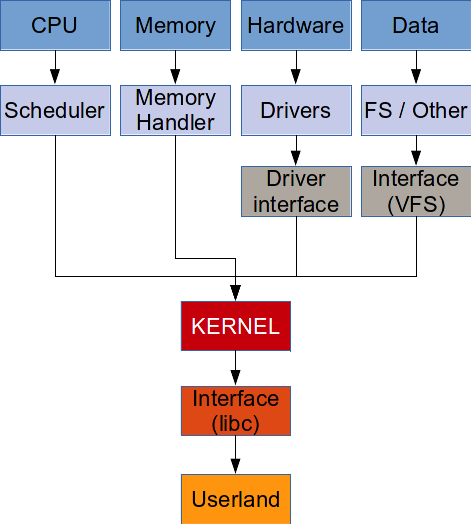 CPU
Memory
Hardware
Data
Scheduler
Memory
Handler
Drivers
FS / Other
Driver
interface
Interface
(VFS)
KERNEL
Interface
(libc)
Userland